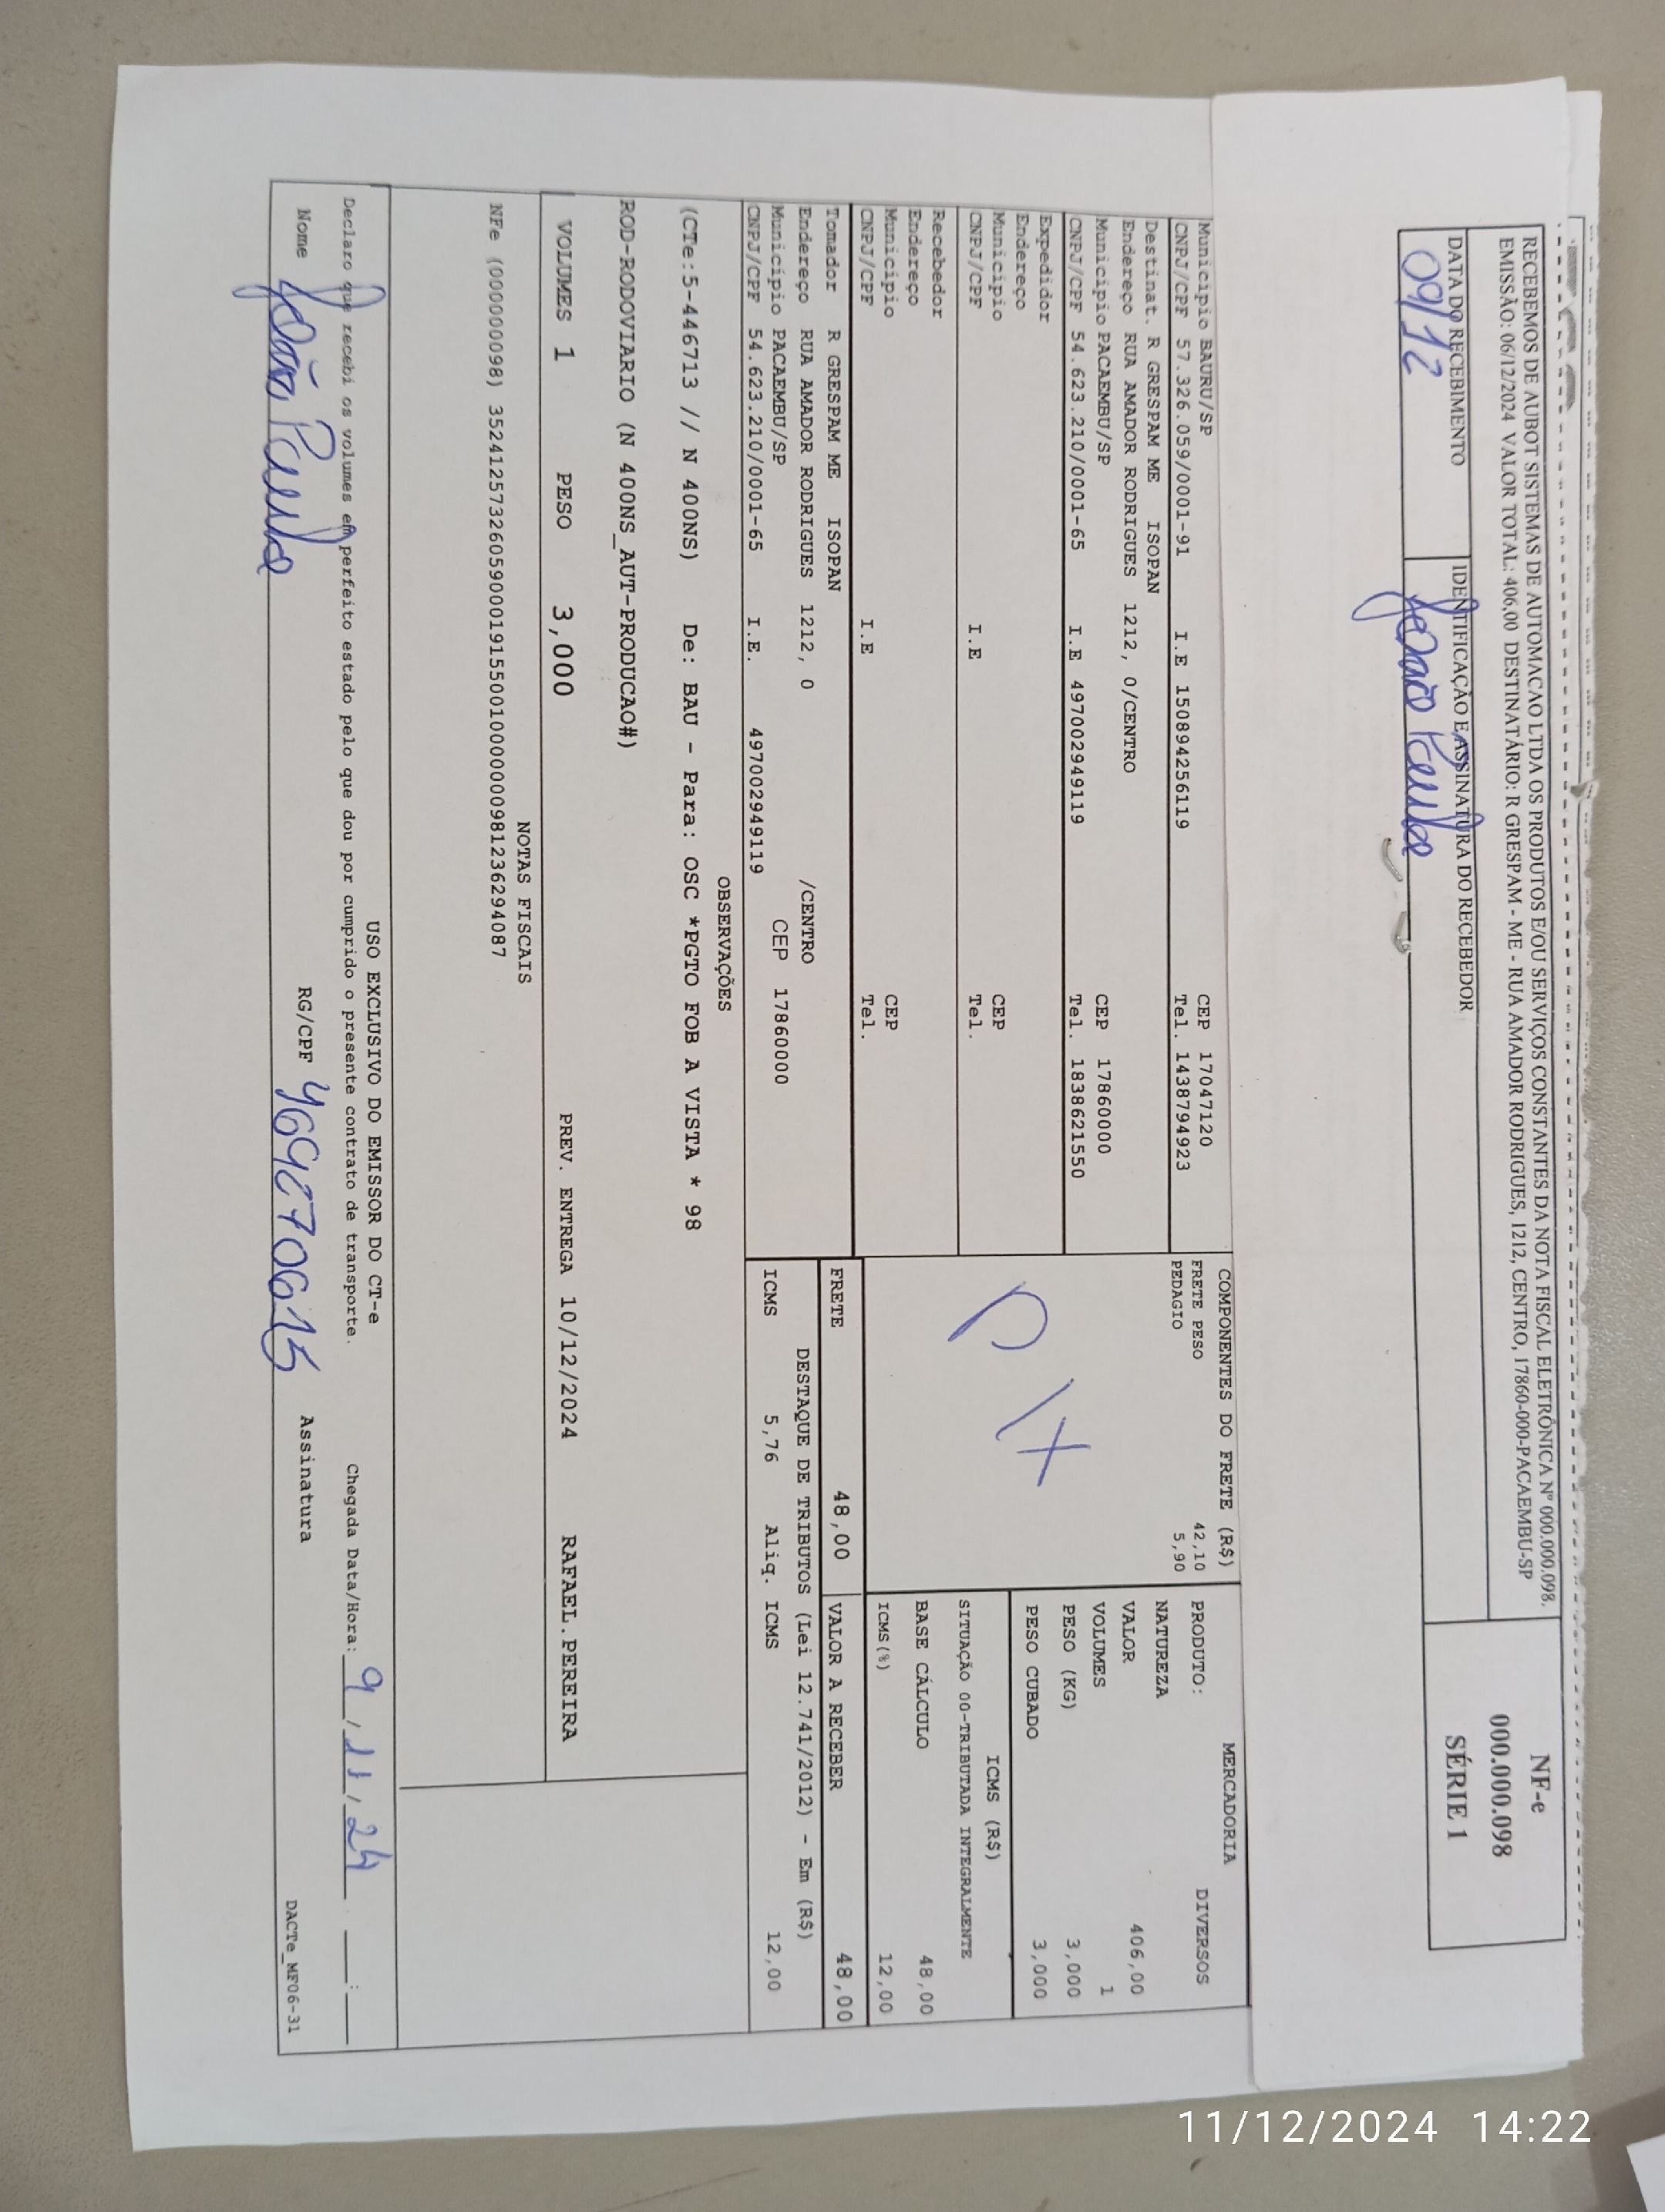 RECEBEMOS DE AUBOT SISTEMAS DE AUTOMACAO LTDA OS PRODUTOS E/OU SERVIÇOS CONSTANTES DA NOTA FISCAL ELETRÔNICA Nº 000.000.098.
EMISSÃO: 06/12/2024 VALOR TOTAL: 406,00 DESTINATÁRIO: R GRESPAM - ME - RUA AMADOR RODRIGUES, 1212, CENTRO, 17860-000-PACAEMBU-SP
NF-e
000.000.098
SÉRIE 1
DATA DO RECEBIMENTO
IDENTIFICAÇÃO E ASSINATURA DO RECEBEDOR
09/12
João Paulo
Municipio BAURU/SP CEP 17047120
CNPJ/CPF 57.326.059/0001-91 I.E 150894256119 Tel. 1438794923
Destinat. R GRESPAM ME ISOPAN
Endereço RUA AMADOR RODRIGUES 1212, 0/CENTRO
Municipio PACAEMBU/SP CEP 17860000
CNPJ/CPF 54.623.210/0001-65 I.E 497002949119 Tel. 1838621550
Expedidor
Endereço
Municipio CEP
CNPJ/CPF I.E Tel.
Recebedor
Endereço
Municipio CEP
CNPJ/CPF I.E Tel.
Tomador R GRESPAM ME ISOPAN
Endereço RUA AMADOR RODRIGUES 1212, 0 /CENTRO
Município PACAEMBU/SP CEP 17860000
CNPJ/CPF 54.623.210/0001-65 I.E. 497002949119
COMPONENTES DO FRETE (R$)
FRETE PESO 42,10
PEDAGIO 5,90
PIX
MERCADORIA
PRODUTO: DIVERSOS
NATUREZA
VALOR 406,00
VOLUMES 1
PESO (KG) 3,000
PESO CUBADO 3,000
ICMS (R$)
SITUAÇÃO 00-TRIBUTADA INTEGRALMENTE
BASE CÁLCULO 48,00
ICMS(%) 12,00
FRETE 48,00 VALOR A RECEBER 48,00
DESTAQUE DE TRIBUTOS (Lei 12.741/2012) - Em (R$)
ICMS 5,76 Aliq. ICMS 12,00
OBSERVAÇÕES
(CTe:5-446713 // N 400NS) De: BAU - Para: OSC *PGTO FOB A VISTA * 98
ROD-RODOVIARIO (N 400NS_AUT-PRODUCAO#)
VOLUMES 1 PESO 3,000 PREV. ENTREGA 10/12/2024 RAFAEL.PEREIRA
NOTAS FISCAIS
NFe (000000098) 35241257326059000191550010000000981236294087
USO EXCLUSIVO DO EMISSOR DO CT-e
Declaro que recebi os volumes em perfeito estado pelo que dou por cumprido o presente contrato de transporte. Chegada Data/Hora: 9/11/24 :
Nome João Paulo RG/CPF Assinatura
DACTe_MF06-31
11/12/2024 14:22